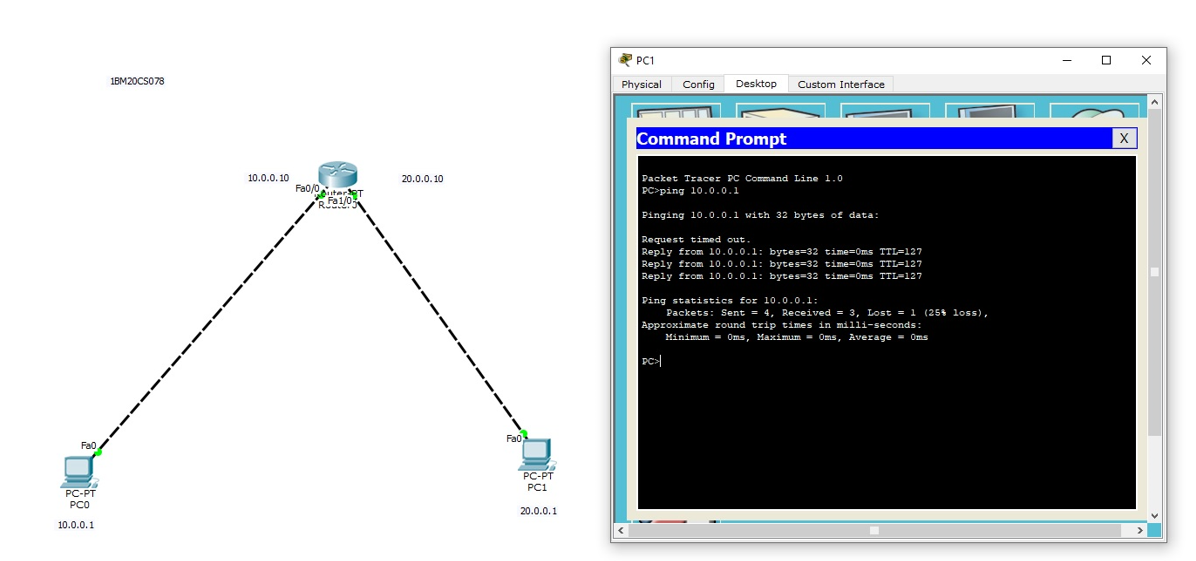 1BM20CS078
10.0.0.10
20.0.0.10
Fa0/0
Fa1/0
Fa0
PC-PT
PC0
10.0.0.1
Fa0
PC-PT
PC1
20.0.0.1
PC1
Physical Config Desktop Custom Interface
Command Prompt X
Packet Tracer PC Command Line 1.0
PC>ping 10.0.0.1
Pinging 10.0.0.1 with 32 bytes of data:
Request timed out.
Reply from 10.0.0.1: bytes=32 time=0ms TTL=127
Reply from 10.0.0.1: bytes=32 time=0ms TTL=127
Reply from 10.0.0.1: bytes=32 time=0ms TTL=127
Ping statistics for 10.0.0.1:
Packets: Sent = 4, Received = 3, Lost = 1 (25% loss),
Approximate round trip times in milli-seconds:
Minimum = 0ms, Maximum = 0ms, Average = 0ms
PC>